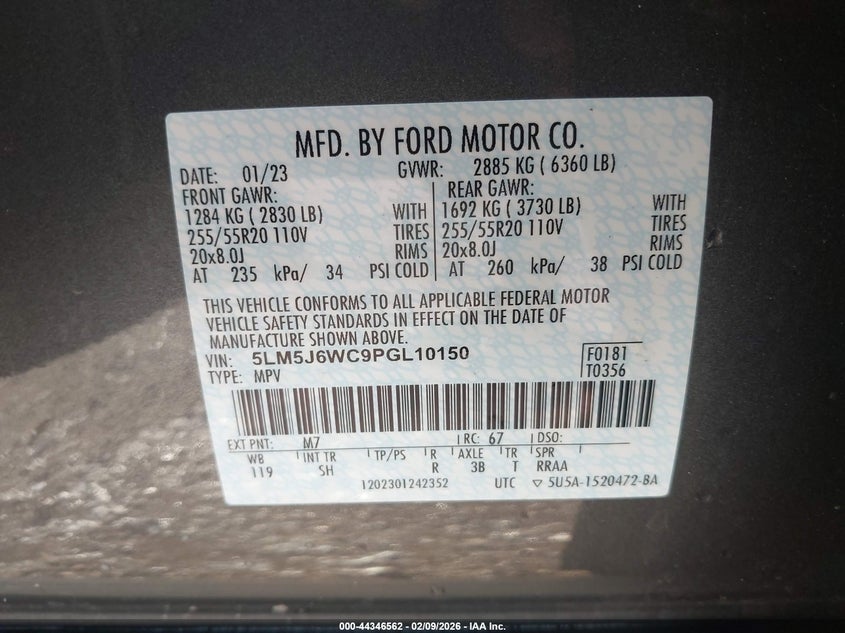 MFD. BY FORD MOTOR CO.
DATE: 01/23 GVWR: 2885 KG ( 6360 LB)
FRONT GAWR: REAR GAWR:
1284 KG ( 2830 LB) WITH 1692 KG ( 3730 LB) WITH
255/55R20 110V TIRES 255/55R20 110V TIRES
20x8.0J RIMS 20x8.0J RIMS
AT 235 kPa/ 34 PSI COLD AT 260 kPa/ 38 PSI COLD
THIS VEHICLE CONFORMS TO ALL APPLICABLE FEDERAL MOTOR
VEHICLE SAFETY STANDARDS IN EFFECT ON THE DATE OF
MANUFACTURE SHOWN ABOVE.
VIN: 5LM5J6WC9PGL10150 F0181
TYPE: MPV T0356
EXT PNT: M7 RC: 67 DSO:
WB INT TR TP/PS R AXLE TR SPR
119 SH R 3B T RRAA
1202301242352 UTC ▽ 5U5A-1520472-BA
000-44346562 - 02/09/2026 - IAA Inc.